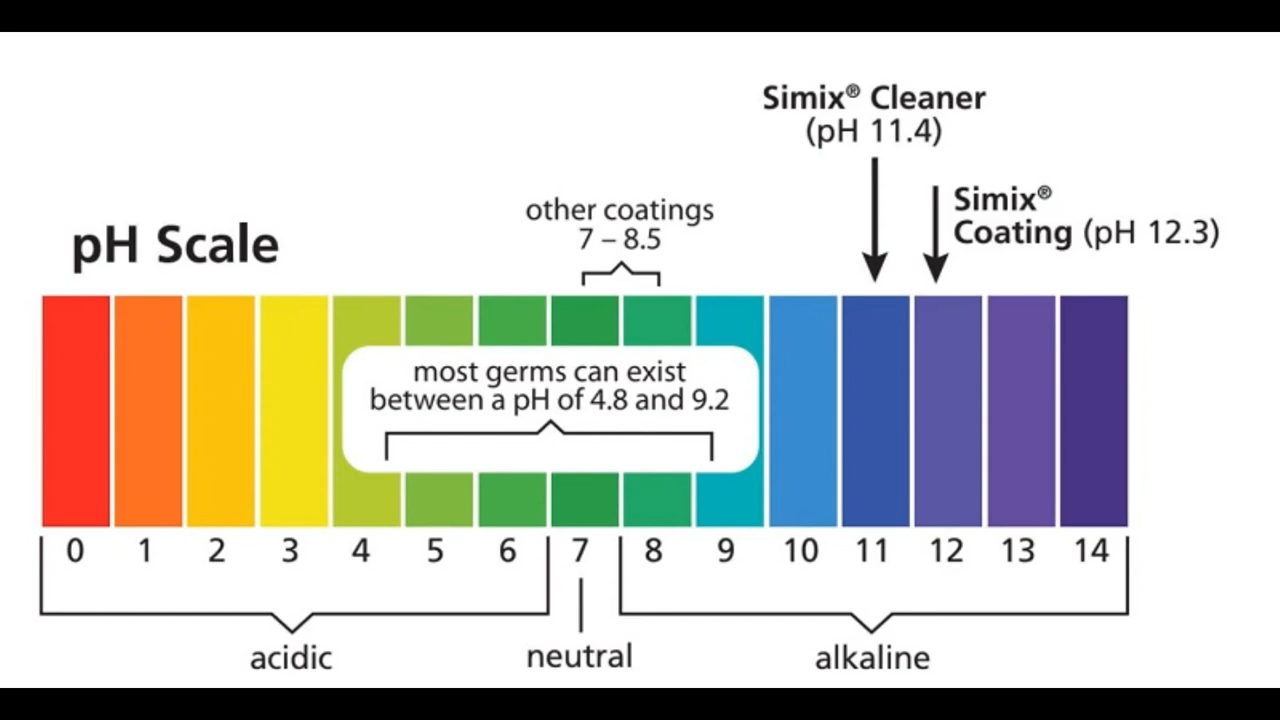 Simix® Cleaner
(pH 11.4)
Simix®
Coating (pH 12.3)
other coatings
7 – 8.5
pH Scale
most germs can exist
between a pH of 4.8 and 9.2
0 1 2 3 4 5 6 7 8 9 10 11 12 13 14
acidic neutral alkaline